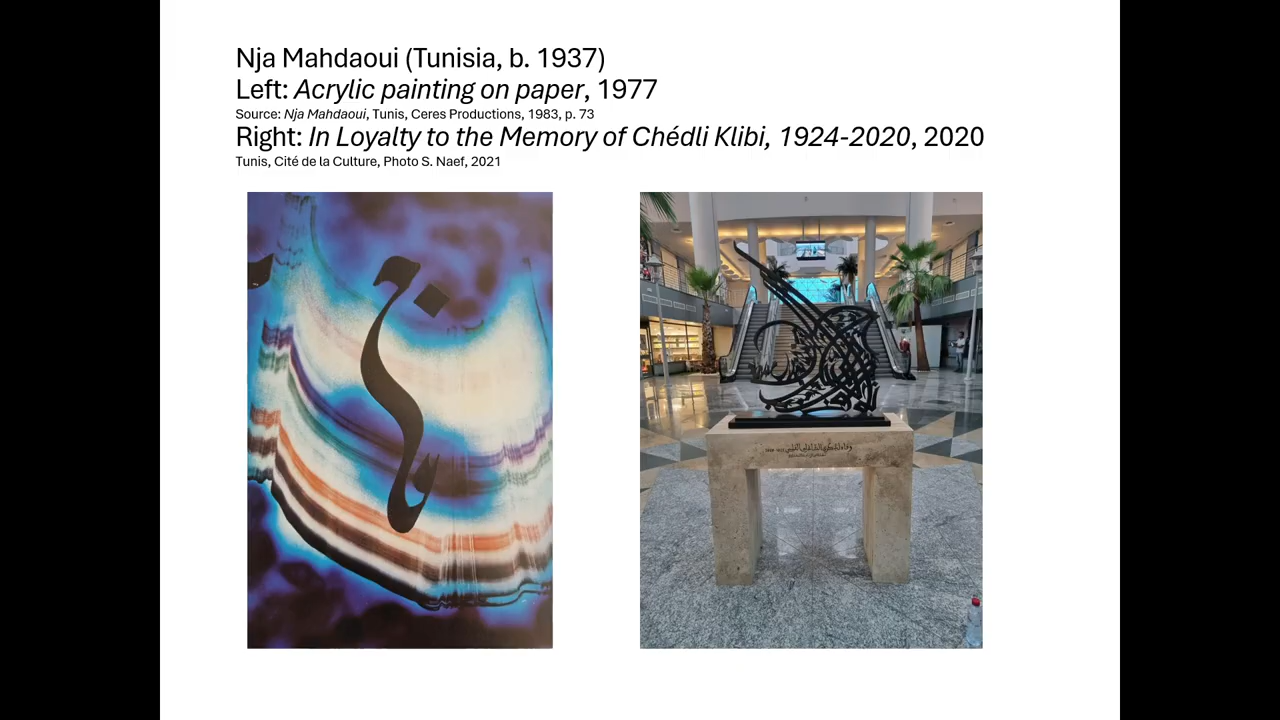 Nja Mahdaoui (Tunisia, b. 1937)
Left: Acrylic painting on paper, 1977
Source: Nja Mahdaoui, Tunis, Ceres Productions, 1983, p. 73
Right: In Loyalty to the Memory of Chédli Klibi, 1924-2020, 2020
Tunis, Cité de la Culture, Photo S. Naef, 2021